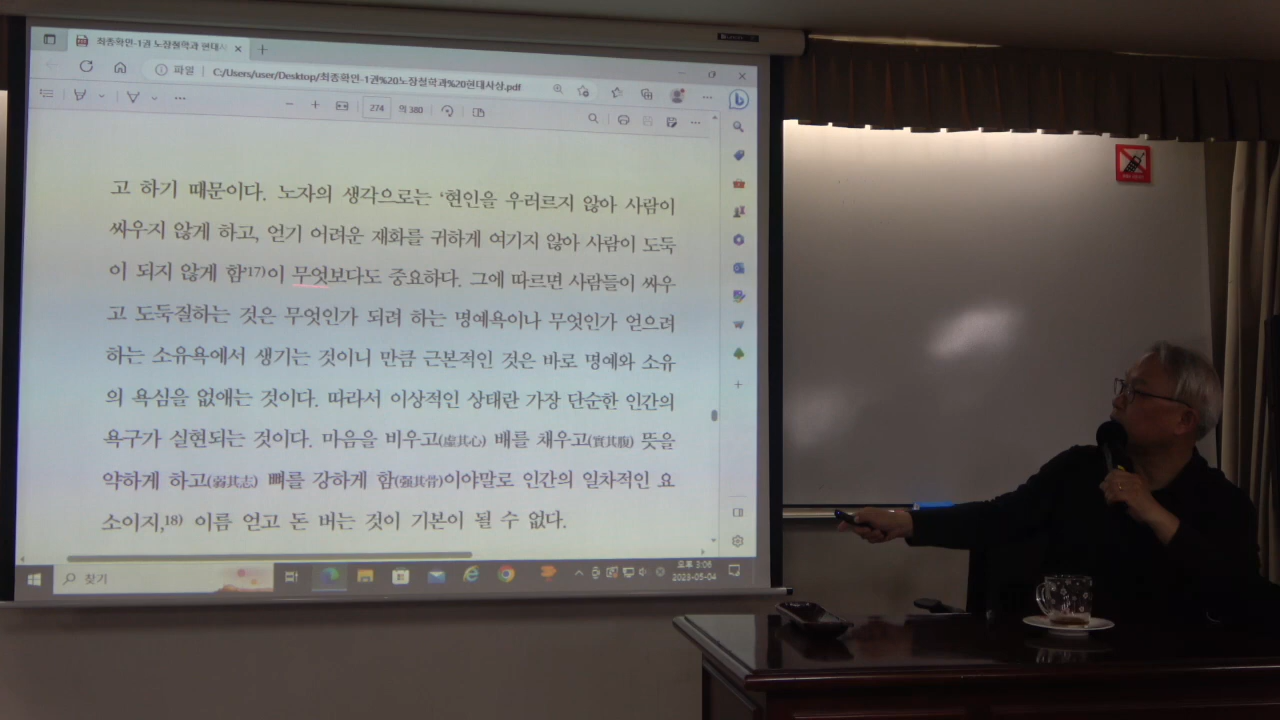 최종확인-1권 노장철학과 현대사
파일 C:/Users/user/Desktop/최종확인-1권%20노장철학과%20현대사상.pdf
274 의 380
고 하기 때문이다. 노자의 생각으로는 ‘현인을 우러르지 않아 사람이
싸우지 않게 하고, 얻기 어려운 재화를 귀하게 여기지 않아 사람이 도둑
이 되지 않게 함’17)이 무엇보다도 중요하다. 그에 따르면 사람들이 싸우
고 도둑질하는 것은 무엇인가 되려 하는 명예욕이나 무엇인가 얻으려
하는 소유욕에서 생기는 것이니 만큼 근본적인 것은 바로 명예와 소유
의 욕심을 없애는 것이다. 따라서 이상적인 상태란 가장 단순한 인간의
욕구가 실현되는 것이다. 마음을 비우고(虛其心) 배를 채우고(實其腹) 뜻을
약하게 하고(弱其志) 뼈를 강하게 함(强其骨)이야말로 인간의 일차적인 요
소이지,18) 이름 얻고 돈 버는 것이 기본이 될 수 없다.
찾기
오후 3:06
2023-05-04